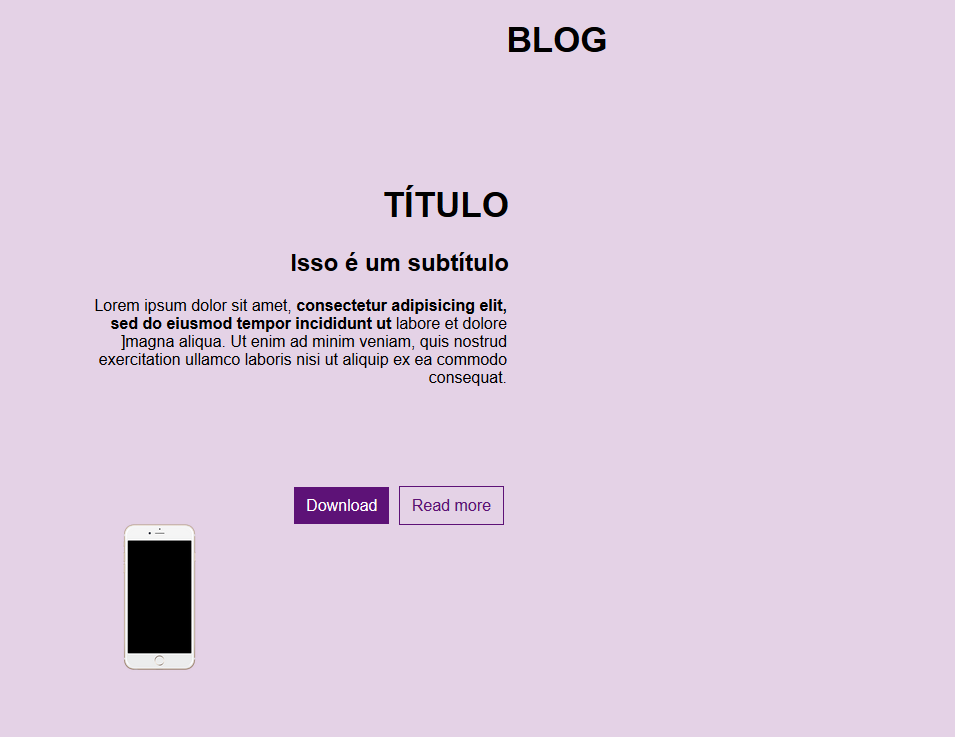 BLOG
TÍTULO
Isso é um subtítulo
Lorem ipsum dolor sit amet, consectetur adipisicing elit,
sed do eiusmod tempor incididunt ut labore et dolore
]magna aliqua. Ut enim ad minim veniam, quis nostrud
exercitation ullamco laboris nisi ut aliquip ex ea commodo
consequat.
Download
Read more